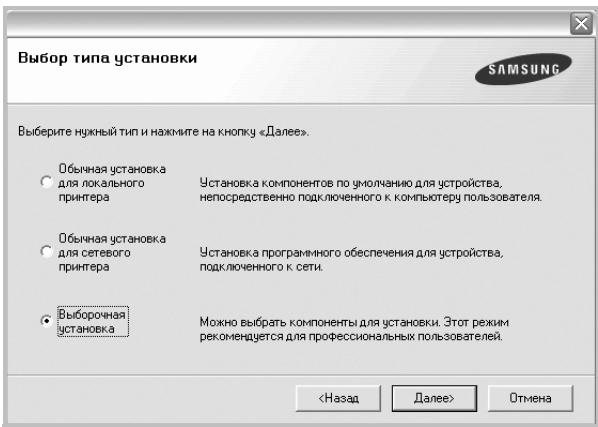 Выбор типа установки
SAMSUNG
Выберите нужный тип и нажмите на кнопку «Далее».
Обычная установка
для локального
принтера
Установка компонентов по умолчанию для устройства,
непосредственно подключенного к компьютеру пользователя.
Обычная установка
для сетевого
принтера
Установка программного обеспечения для устройства,
подключенного к сети.
Выборочная
установка
Можно выбрать компоненты для установки. Этот режим
рекомендуется для профессиональных пользователей.
<Назад
Далее>
Отмена